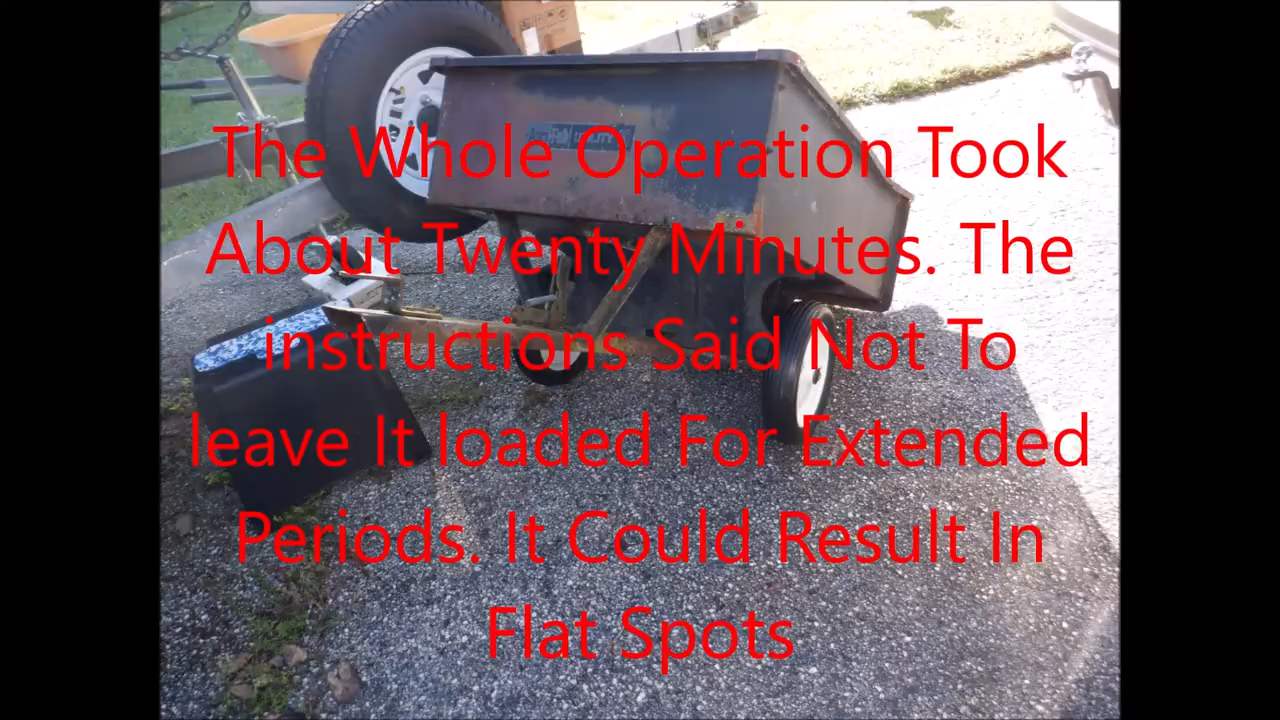 The Whole Operation Took
About Twenty Minutes. The
instructions Said Not To
leave It loaded For Extended
Periods. It Could Result In
Flat Spots